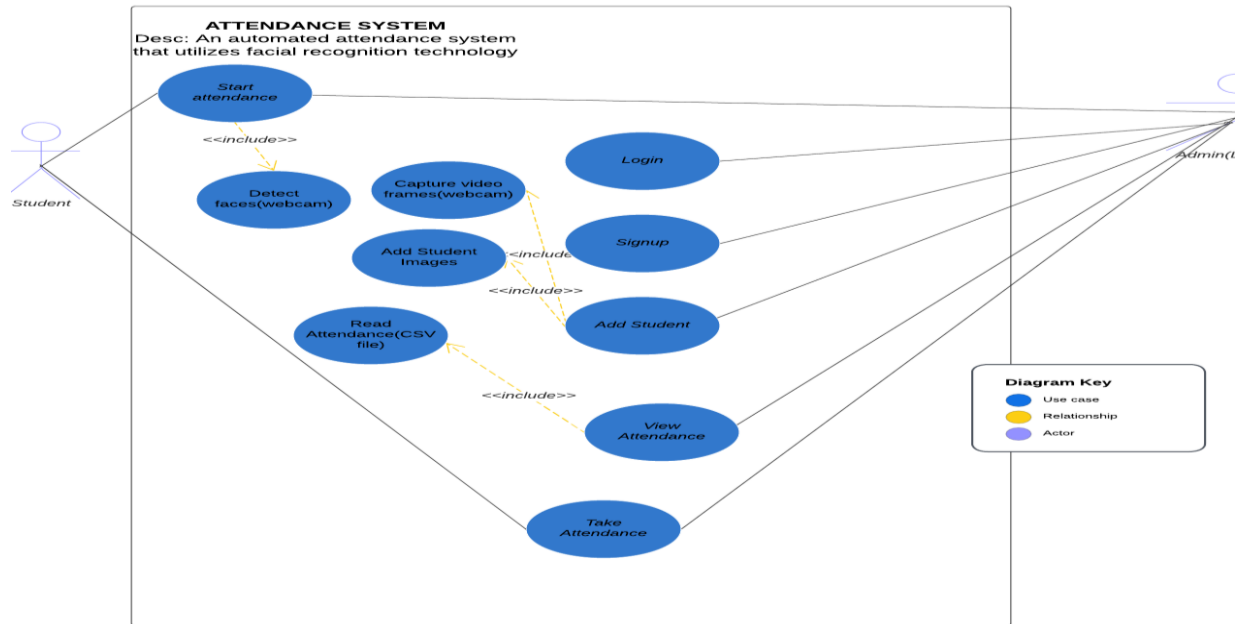 ATTENDANCE SYSTEM
Desc: An automated attendance system
that utilizes facial recognition technology
Start
attendance
<<include>>
Detect
faces(webcam)
Student
Capture video
frames(webcam)
Login
Admin(
Add Student
Images
<<include
Signup
<<include>>
Add Student
Read
Attendance(CSV
file)
<<include>>
View
Attendance
Take
Attendance
Diagram Key
Use case
Relationship
Actor